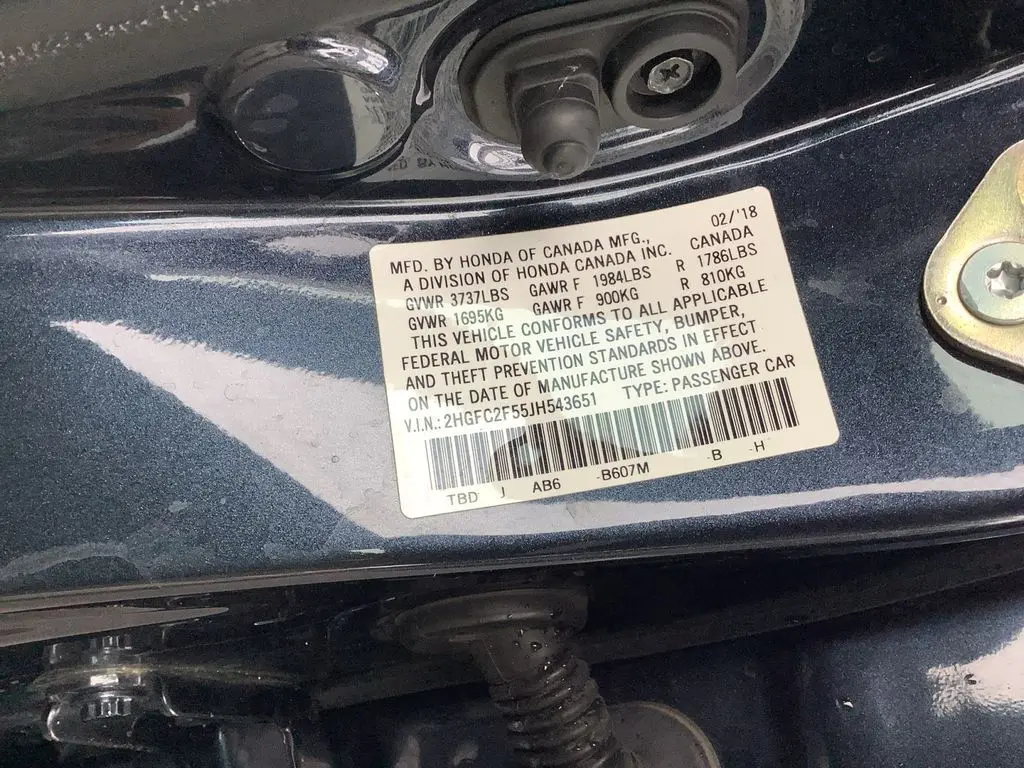 MFD. BY HONDA OF CANADA MFG., 02/'18
A DIVISION OF HONDA CANADA INC. CANADA
GVWR 3737LBS GAWR F 1984LBS R 1786LBS
GVWR 1695KG GAWR F 900KG R 810KG
THIS VEHICLE CONFORMS TO ALL APPLICABLE
FEDERAL MOTOR VEHICLE SAFETY, BUMPER,
AND THEFT PREVENTION STANDARDS IN EFFECT
ON THE DATE OF MANUFACTURE SHOWN ABOVE.
V.I.N.: 2HGFC2F55JH543651 TYPE: PASSENGER CAR
TBD J AB6 -B607M -B -H